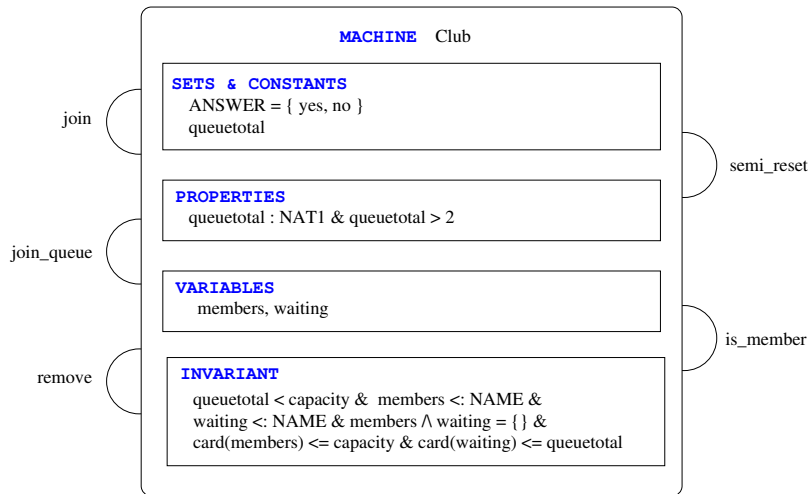 MACHINE Club
SETS & CONSTANTS
ANSWER = { yes, no }
queuetotal
join
semi_reset
PROPERTIES
queuetotal : NAT1 & queuetotal > 2
join_queue
VARIABLES
members, waiting
is_member
remove
INVARIANT
queuetotal < capacity & members <: NAME &
waiting <: NAME & members /\ waiting = { } &
card(members) <= capacity & card(waiting) <= queuetotal